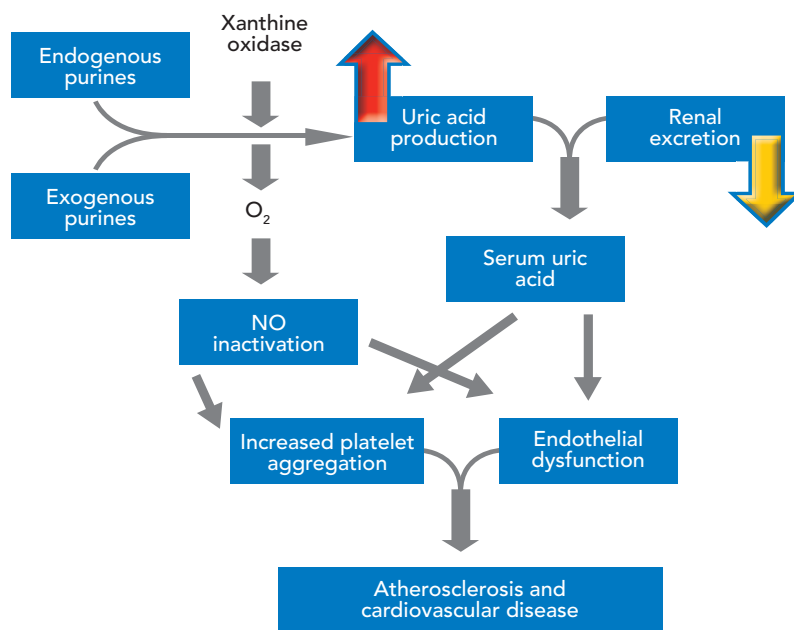 Xanthine
oxidase
Endogenous
purines
Uric acid
production
Renal
excretion
Exogenous
purines
O₂
Serum uric
acid
NO
inactivation
Increased platelet
aggregation
Endothelial
dysfunction
Atherosclerosis and
cardiovascular disease